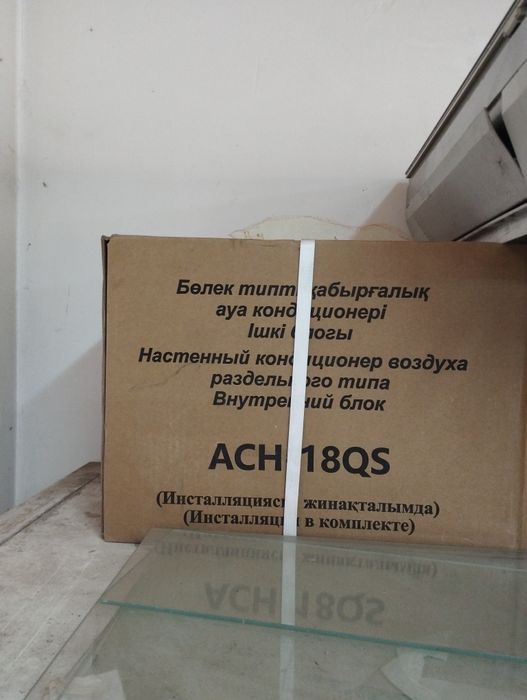 Бөлек типті қабырғалық
ауа кондиционері
Ішкі блогы
Настенный кондиционер воздуха
раздельного типа
Внутренний блок
ACH-18QS
(Инсталляциясы жинақталымда)
(Инсталляция в комплекте)